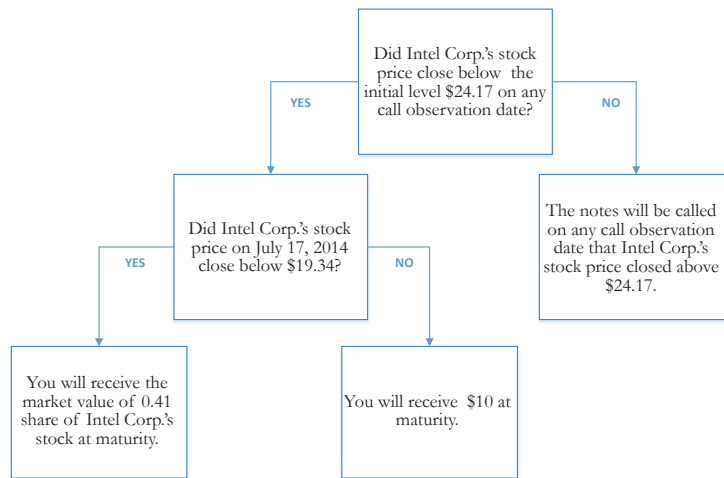 Did Intel Corp.'s stock
price close below the
initial level $24.17 on any
call observation date?
YES
NO
Did Intel Corp.'s stock
price on July 17, 2014
close below $19.34?
The notes will be called
on any call observation
date that Intel Corp.'s
stock price closed above
$24.17.
YES
NO
You will receive the
market value of 0.41
share of Intel Corp.'s
stock at maturity.
You will receive $10 at
maturity.